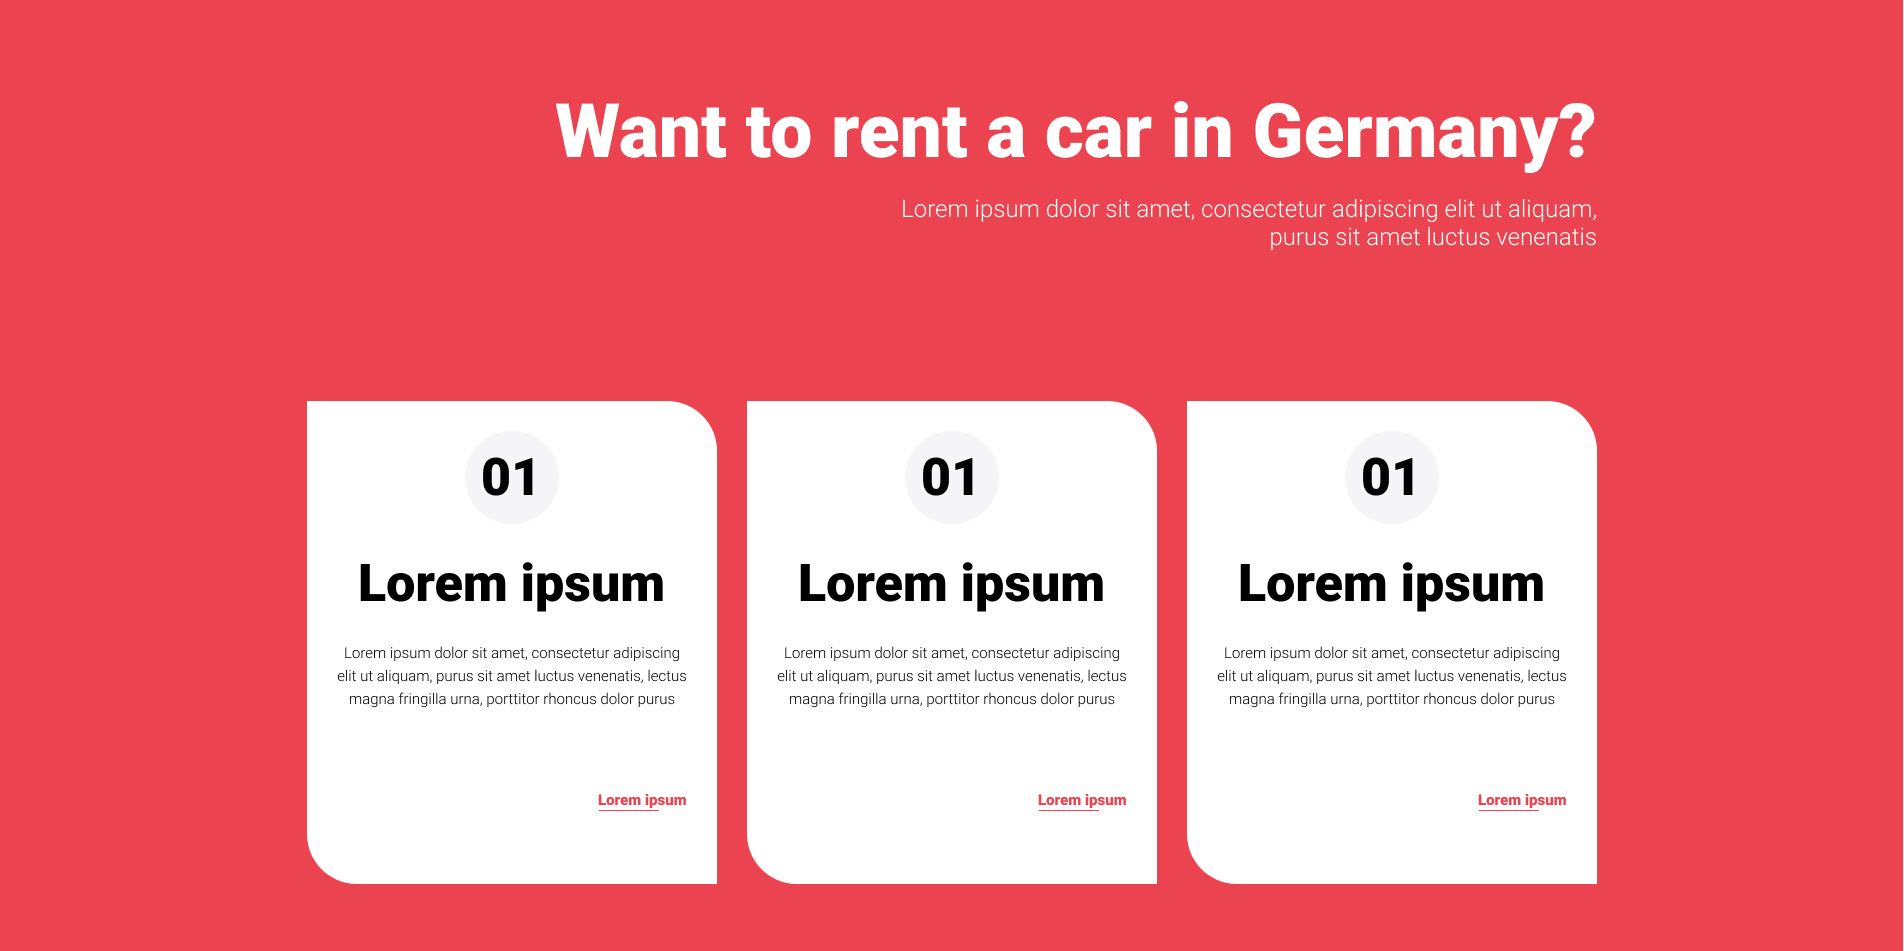 Want to rent a car in Germany?
Lorem ipsum dolor sit amet, consectetur adipiscing elit ut aliquam,
purus sit amet luctus venenatis
01
Lorem ipsum
Lorem ipsum dolor sit amet, consectetur adipiscing
elit ut aliquam, purus sit amet luctus venenatis, lectus
magna fringilla urna, porttitor rhoncus dolor purus
Lorem ipsum
01
Lorem ipsum
Lorem ipsum dolor sit amet, consectetur adipiscing
elit ut aliquam, purus sit amet luctus venenatis, lectus
magna fringilla urna, porttitor rhoncus dolor purus
Lorem ipsum
01
Lorem ipsum
Lorem ipsum dolor sit amet, consectetur adipiscing
elit ut aliquam, purus sit amet luctus venenatis, lectus
magna fringilla urna, porttitor rhoncus dolor purus
Lorem ipsum